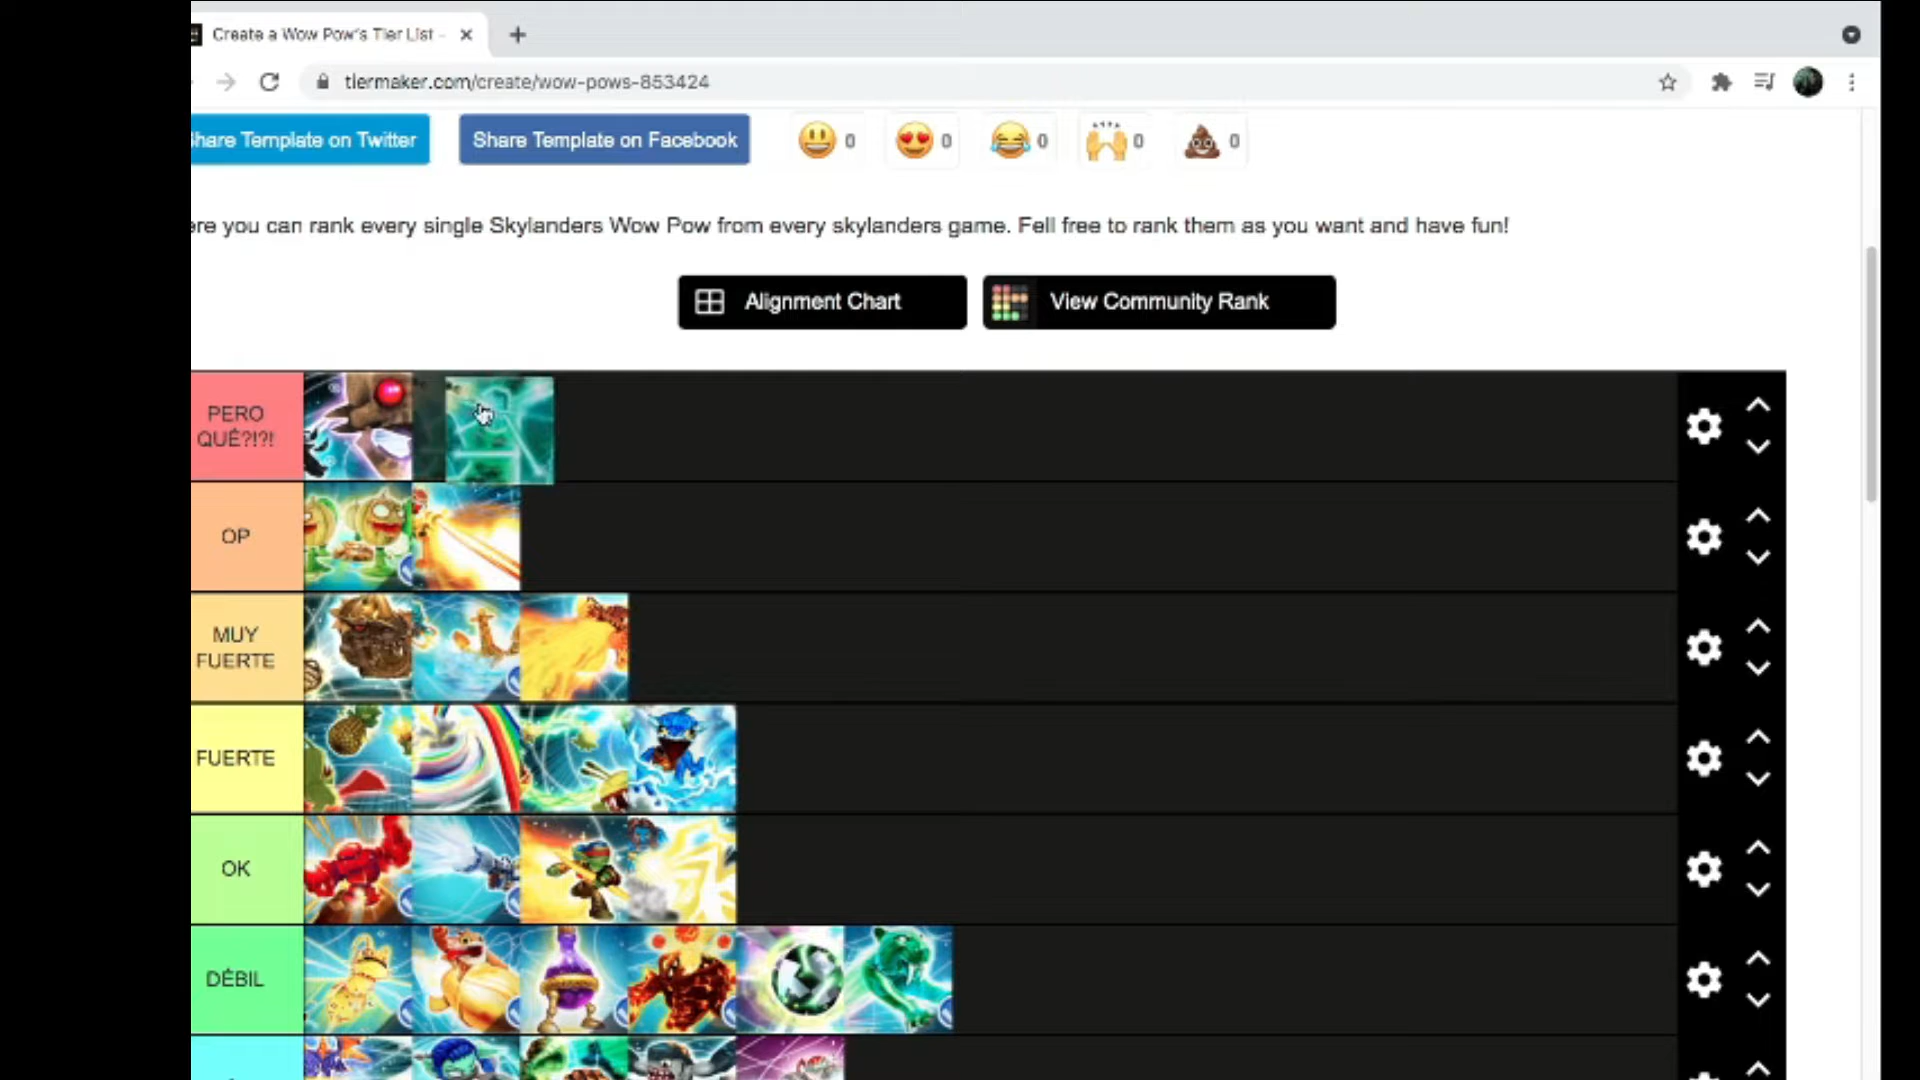 Create a Wow Pow's Tier List -
tiermaker.com/create/wow-pows-853424
hare Template on Twitter
Share Template on Facebook
0
0
0
0
0
ere you can rank every single Skylanders Wow Pow from every skylanders game. Fell free to rank them as you want and have fun!
Alignment Chart
View Community Rank
PERO
QUÉ?!?!
OP
MUY
FUERTE
FUERTE
OK
DÉBIL